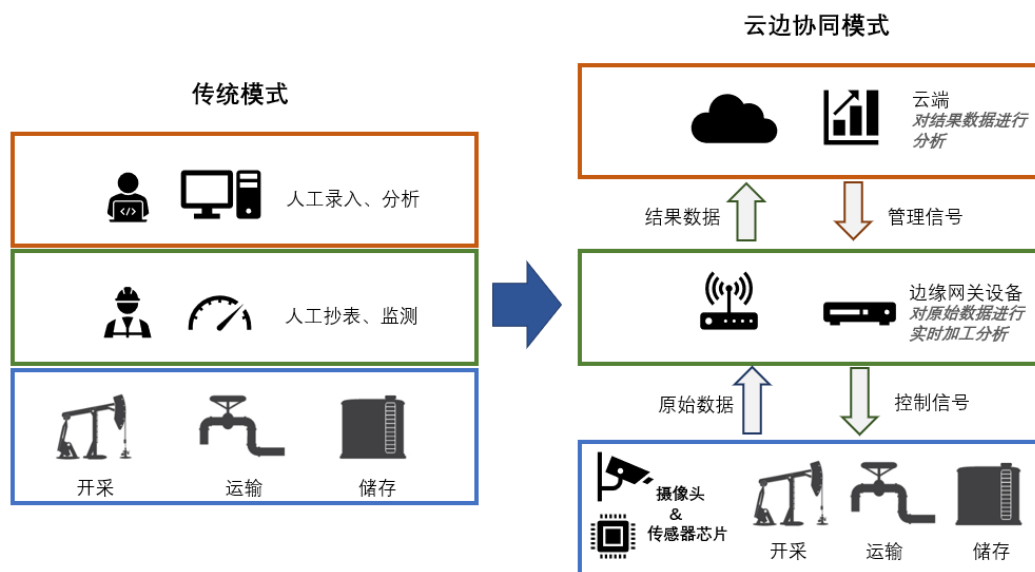 传统模式
人工录入、分析
人工抄表、监测
开采
运输
储存
云边协同模式
云端
对结果数据进行
分析
结果数据
管理信号
边缘网关设备
对原始数据进行
实时加工分析
原始数据
控制信号
摄像头
&
传感器芯片
开采
运输
储存